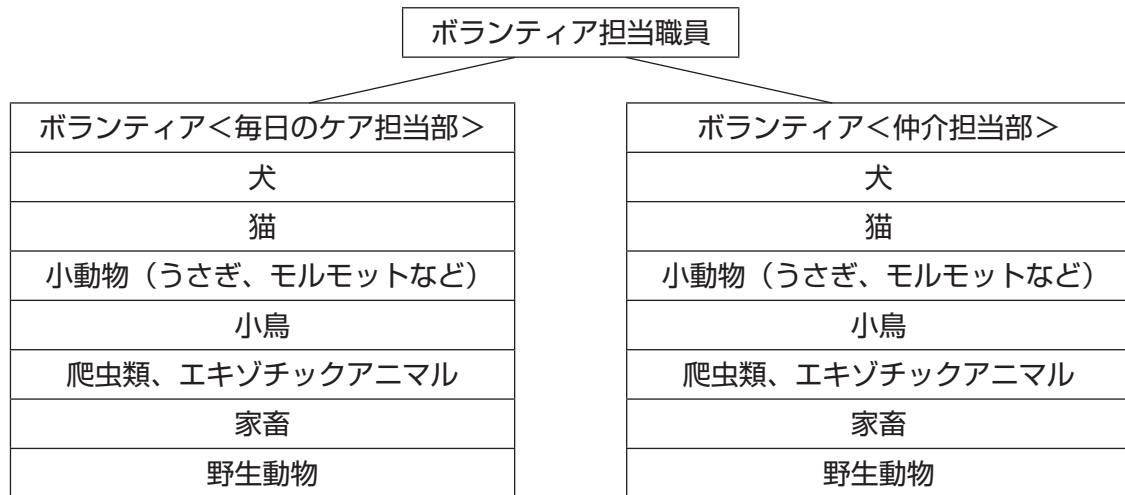 ボランティア担当職員
ボランティア＜毎日のケア担当部＞
犬
猫
小動物（うさぎ、モルモットなど）
小鳥
爬虫類、エキゾチックアニマル
家畜
野生動物
ボランティア＜仲介担当部＞
犬
猫
小動物（うさぎ、モルモットなど）
小鳥
爬虫類、エキゾチックアニマル
家畜
野生動物